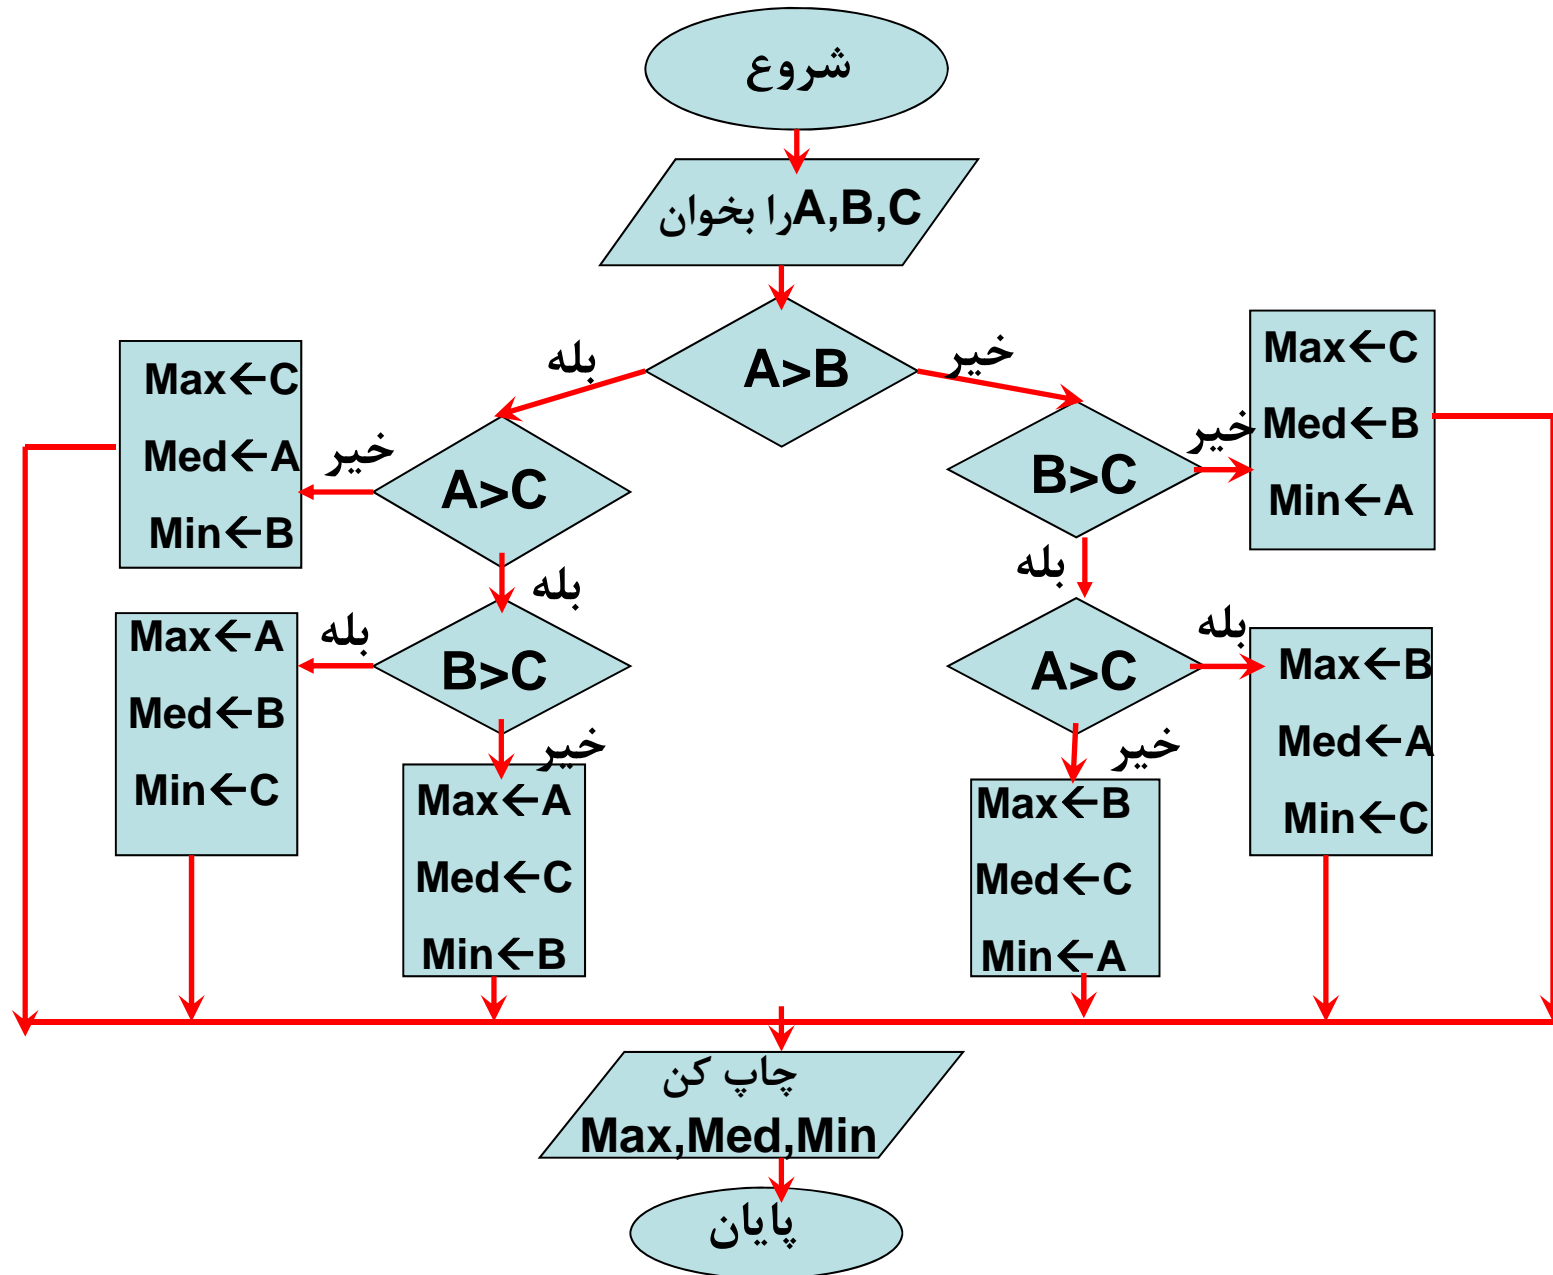 شروع
A,B,C را بخوان
A>B
بله
خیر
Max←C
Med←A
Min←B
خیر
A>C
بله
Max←A
Med←B
Min←C
بله
B>C
خیر
Max←A
Med←C
Min←B
B>C
خیر
Max←C
Med←B
Min←A
بله
A>C
بله
Max←B
Med←A
Min←C
خیر
Max←B
Med←C
Min←A
چاپ کن
Max,Med,Min
پایان